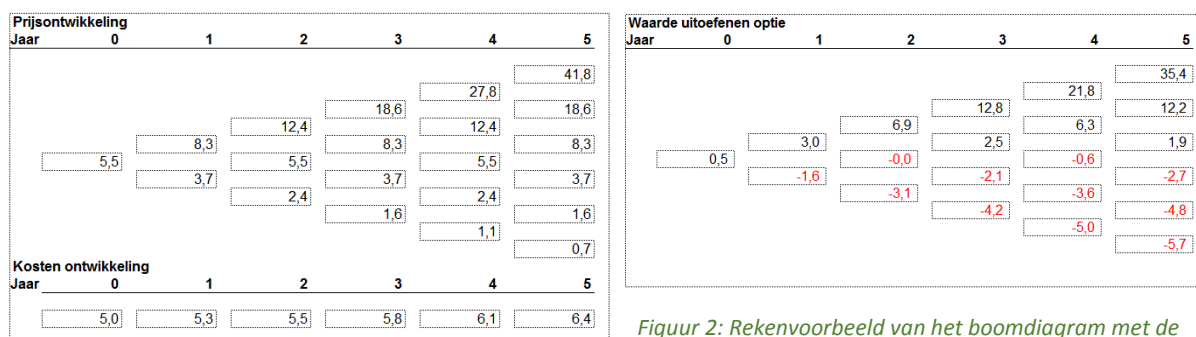 Prijsontwikkeling
Jaar 0 1 2 3 4 5
41,8
27,8
18,6 18,6
12,4 12,4
8,3 8,3 8,3
5,5 5,5 5,5
3,7 3,7 3,7
2,4 2,4
1,6 1,6
1,1
0,7
Kosten ontwikkeling
Jaar 0 1 2 3 4 5
5,0 5,3 5,5 5,8 6,1 6,4
Waarde uitoefenen optie
Jaar 0 1 2 3 4 5
35,4
21,8
12,8 12,2
6,9 6,3
3,0 2,5 1,9
0,5 -0,0 -0,6
-1,6 -2,1 -2,7
-3,1 -3,6
-4,2 -4,8
-5,0
-5,7
Figuur 2: Rekenvoorbeeld van het boomdiagram met de